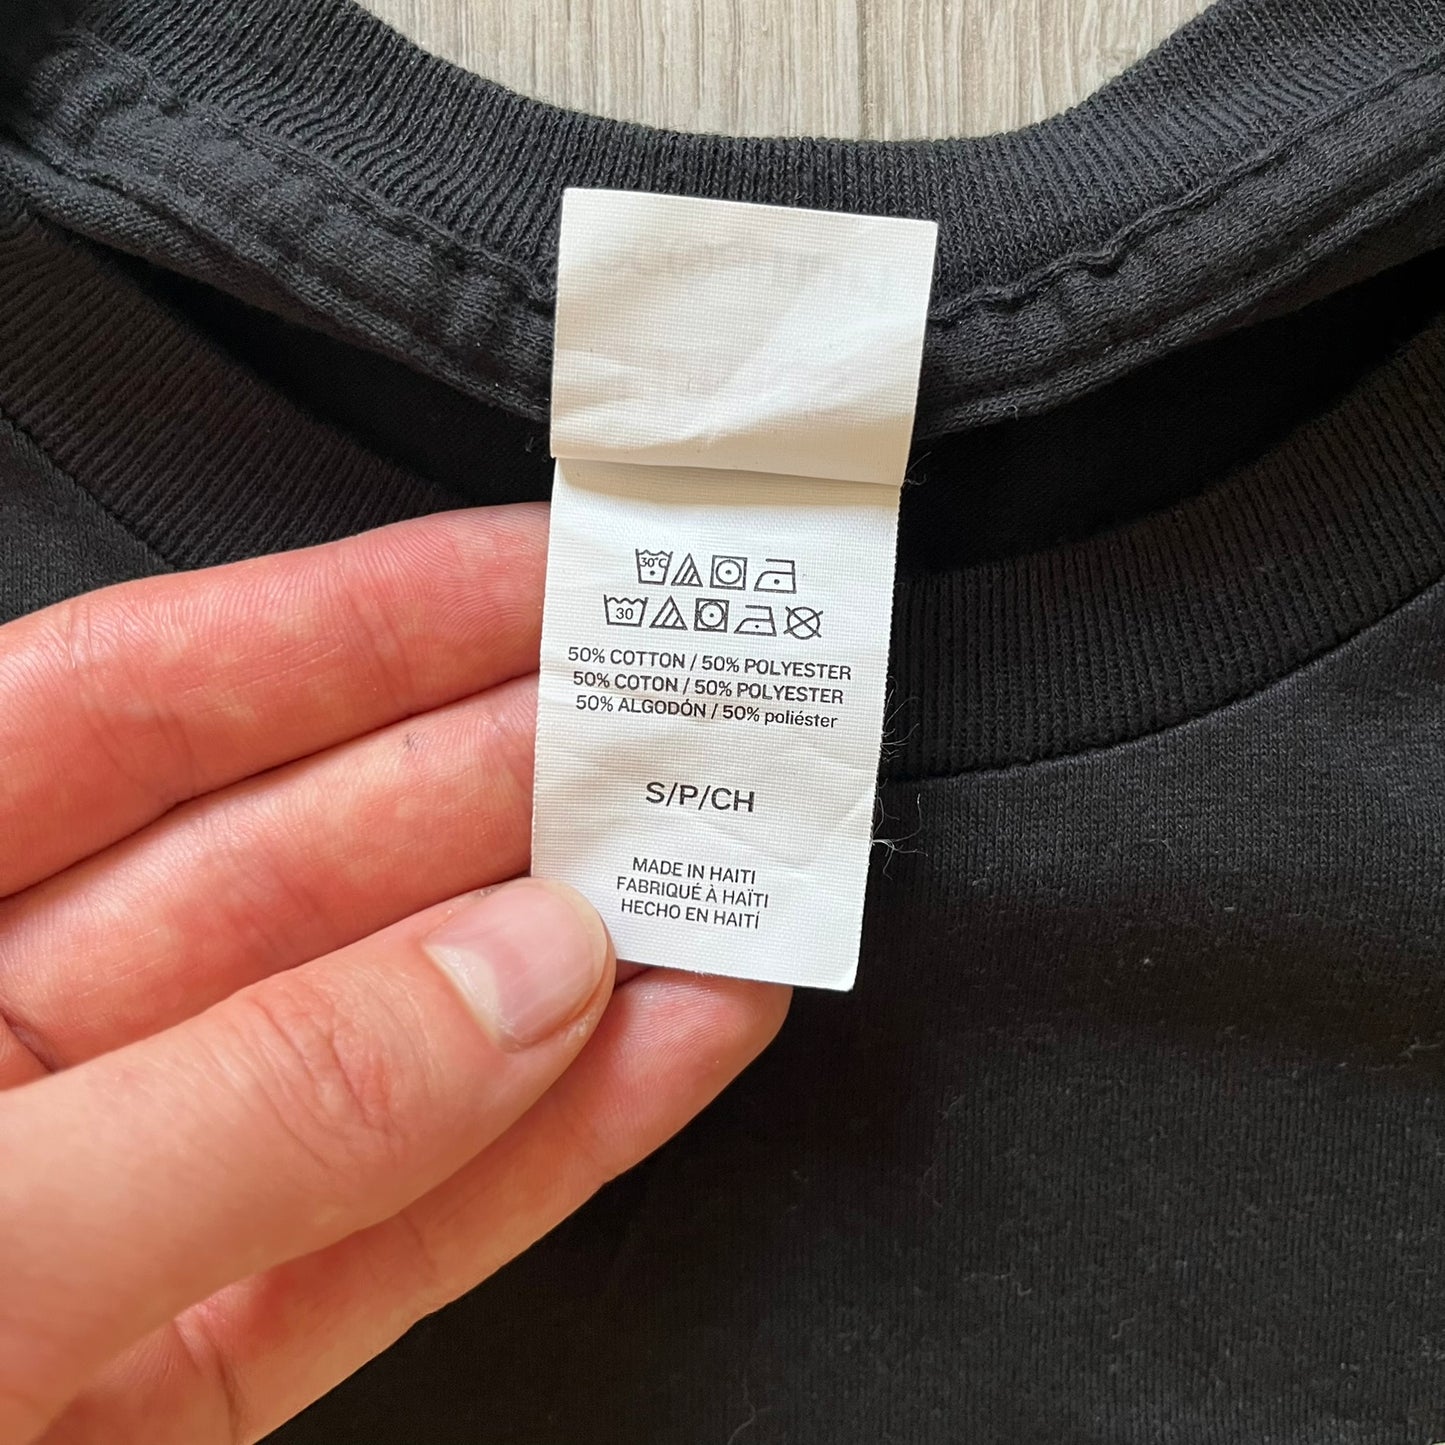 30°C
30
50% COTTON / 50% POLYESTER
50% COTON / 50% POLYESTER
50% ALGODÓN / 50% poliéster
S/P/CH
MADE IN HAITI
FABRIQUÉ À HAÏTI
HECHO EN HAITÍ